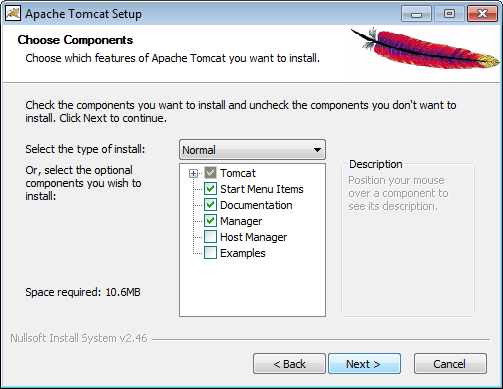 Apache Tomcat Setup
Choose Components
Choose which features of Apache Tomcat you want to install.
Check the components you want to install and uncheck the components you don't want to
install. Click Next to continue.
Select the type of install:
Normal
Or, select the optional
components you wish to
install:
Tomcat
Start Menu Items
Documentation
Manager
Host Manager
Examples
Description
Position your mouse
over a component to
see its description.
Space required: 10.6MB
Nullsoft Install System v2.46
< Back
Next >
Cancel